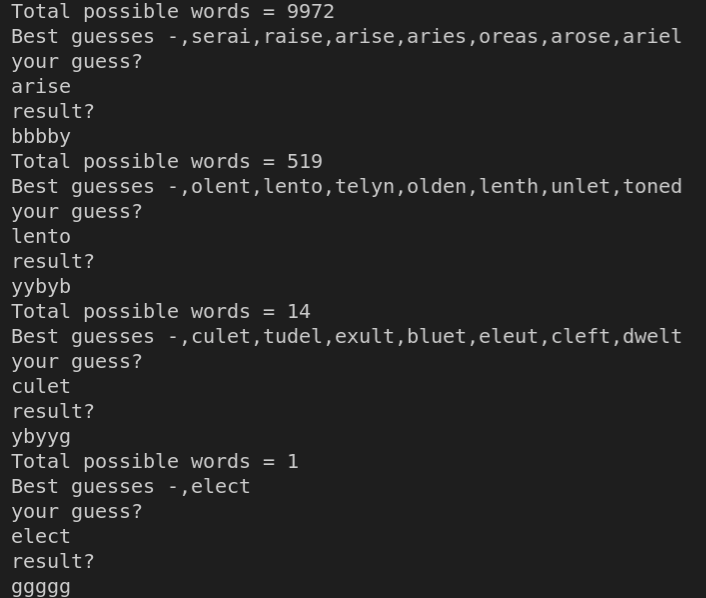 Total possible words = 9972
Best guesses -,serai,raise,arise,aries,oreas,arose,ariel
your guess?
arise
result?
bbbby
Total possible words = 519
Best guesses -,olent,lento,telyn,olden,lenth,unlet,toned
your guess?
lento
result?
yybyb
Total possible words = 14
Best guesses -,culet,tudel,exult,bluet,eleut,cleft,dwelt
your guess?
culet
result?
ybyyg
Total possible words = 1
Best guesses -,elect
your guess?
elect
result?
ggggg